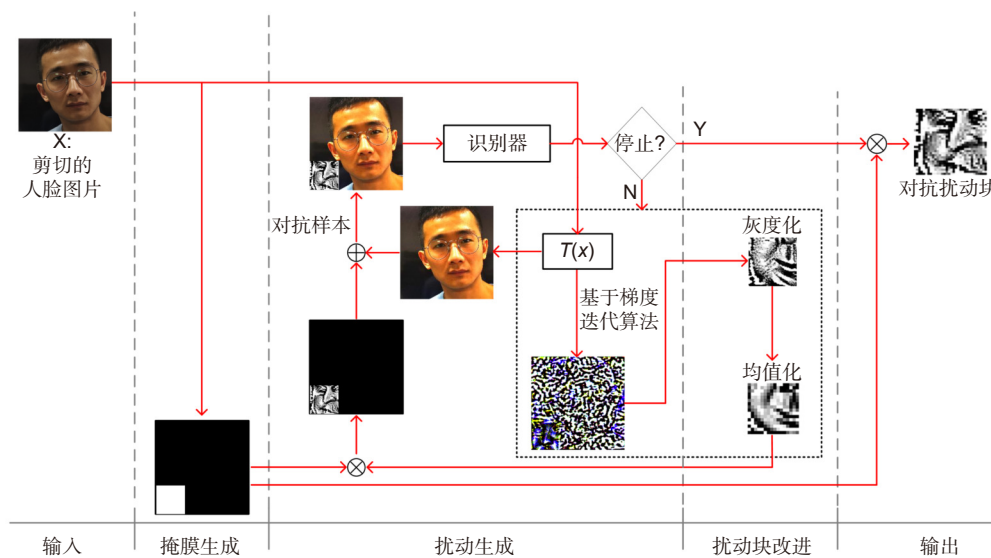 X:
剪切的
人脸图片
识别器
停止?
Y
N
对抗扰动块
对抗样本
T(x)
灰度化
基于梯度
迭代算法
均值化
输入
掩膜生成
扰动生成
扰动块改进
输出